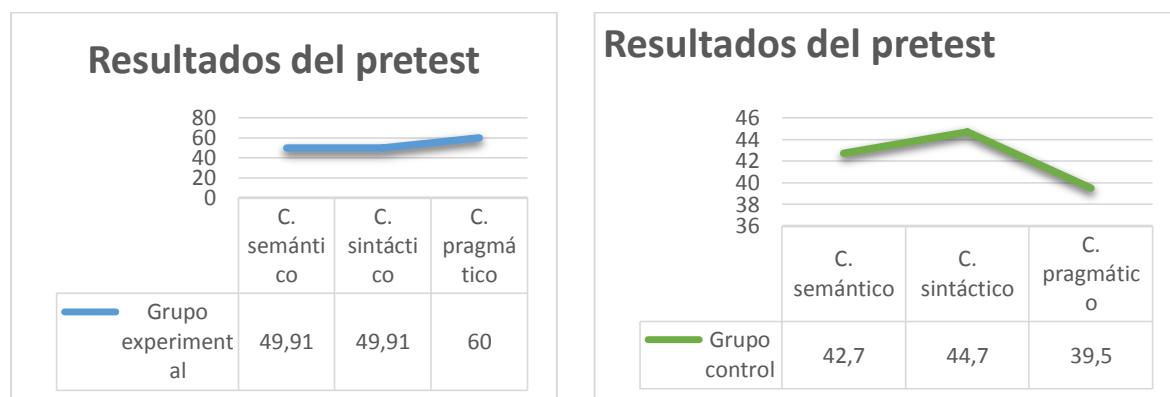 Resultados del pretest
80
60
40
20
0
C.
semánti
co
C.
sintácti
co
C.
pragmá
tico
Grupo
experiment
al
49,91
49,91
60
Resultados del pretest
46
44
42
40
38
36
C.
semántico
C.
sintáctico
C.
pragmátic
o
Grupo
control
42,7
44,7
39,5